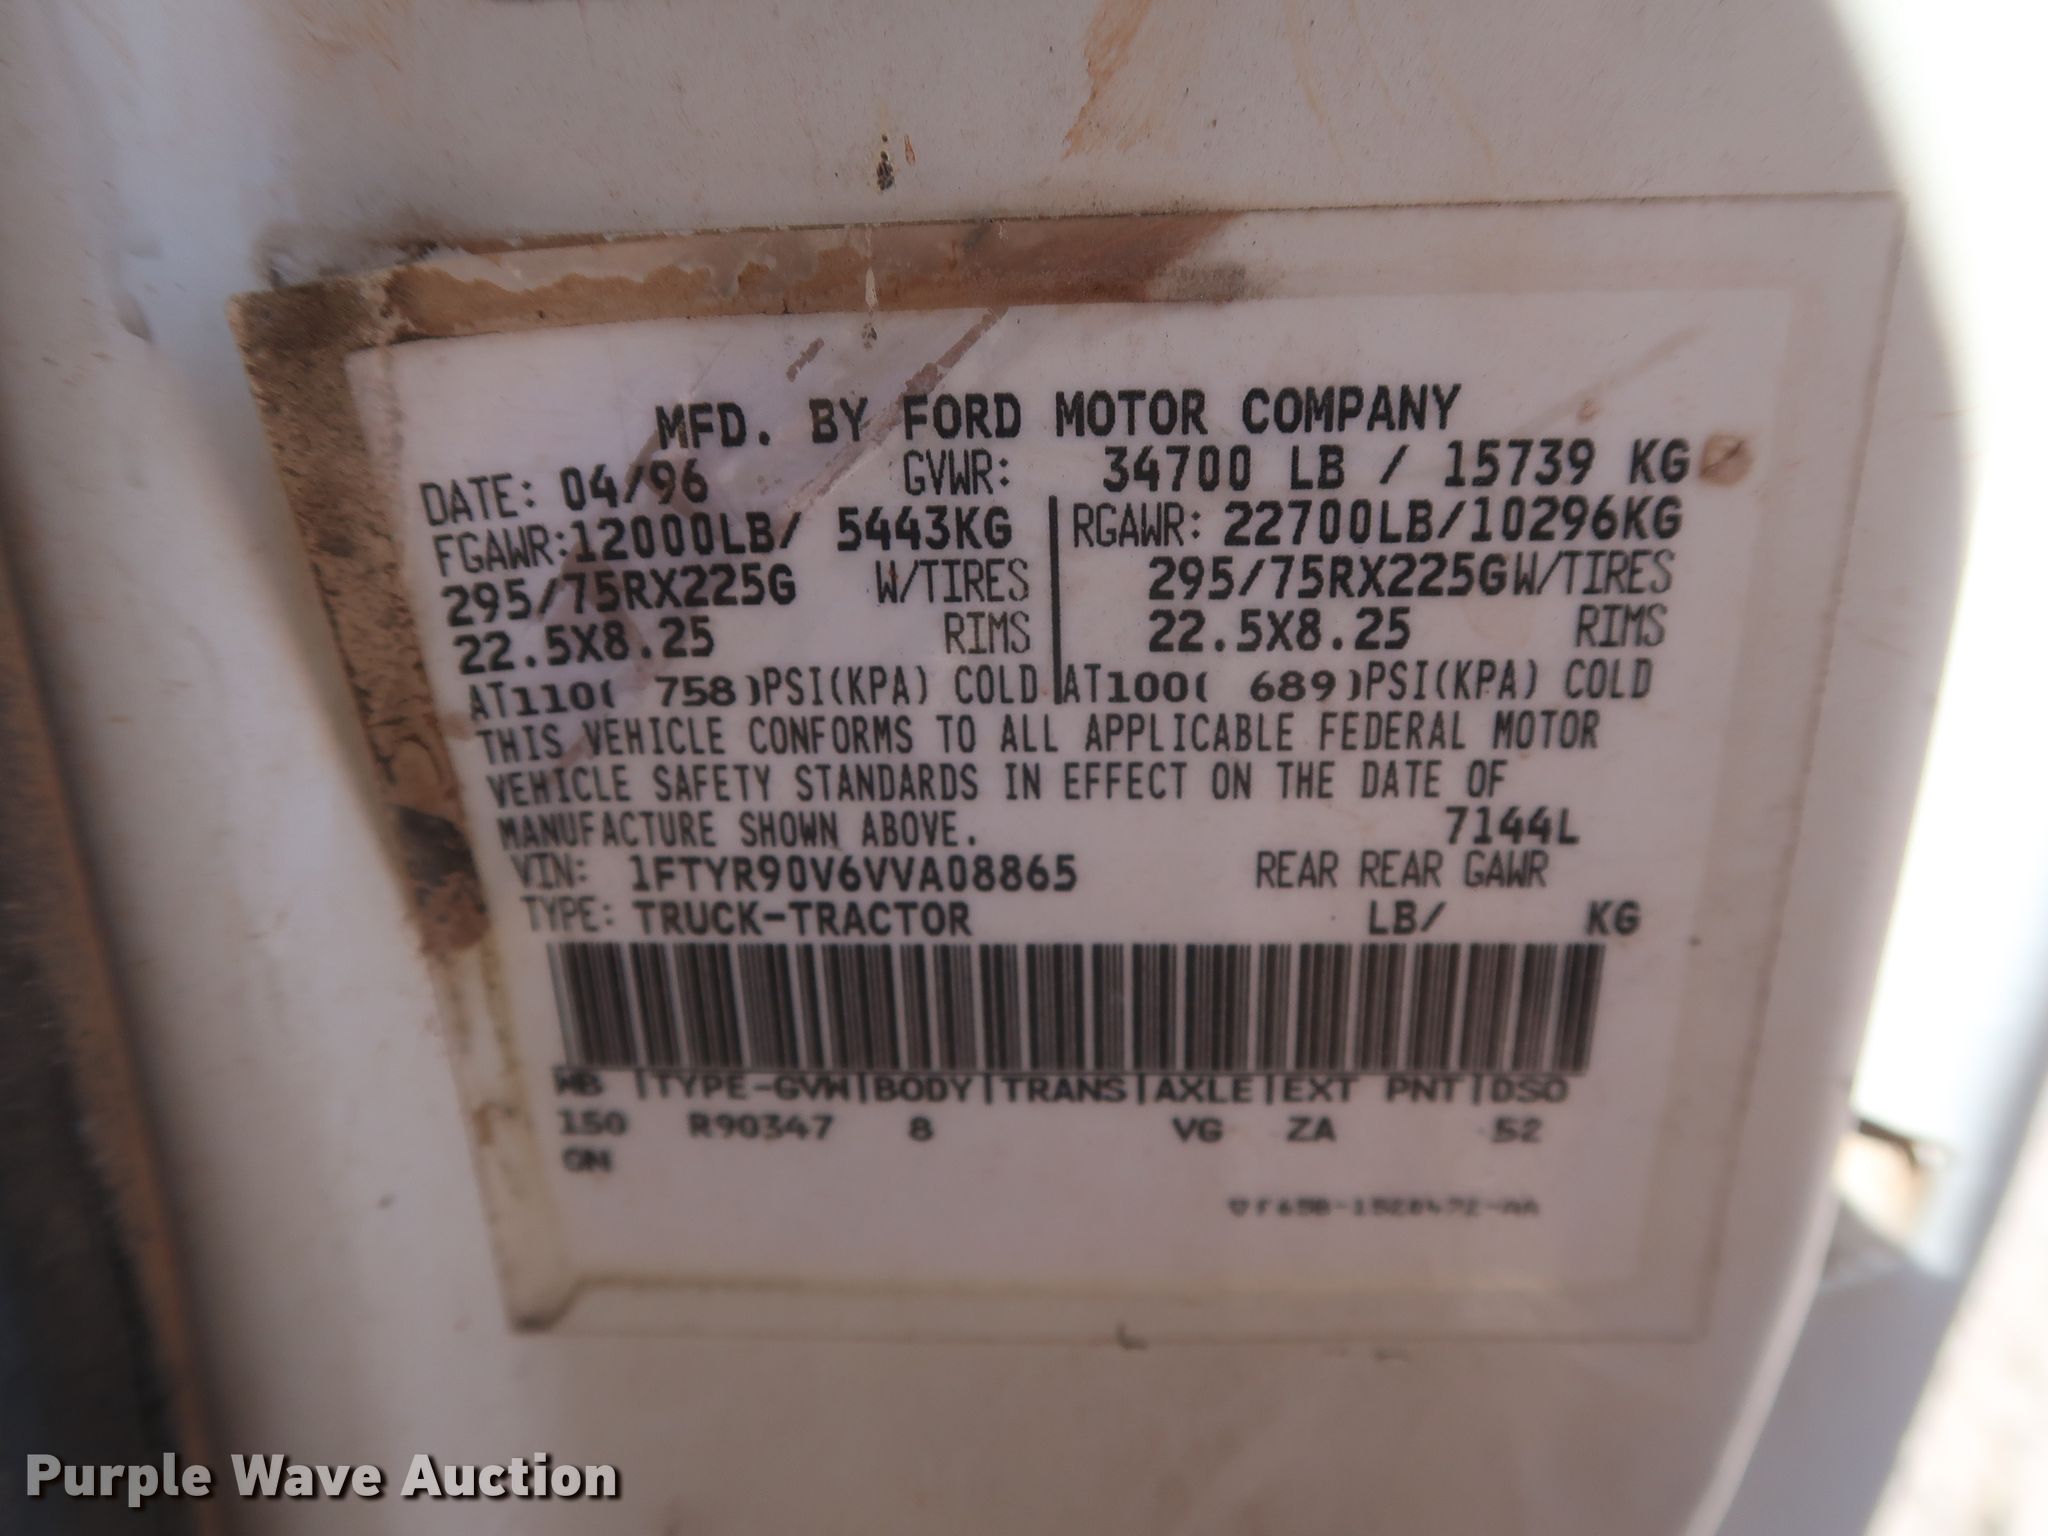 MFD. BY FORD MOTOR COMPANY
DATE: 04/96 GVWR: 34700 LB / 15739 KG
FGAWR:12000LB/ 5443KG RGAWR: 22700LB/10296KG
295/75RX225G W/TIRES 295/75RX225G W/TIRES
22.5X8.25 RIMS 22.5X8.25 RIMS
AT110( 758)PSI(KPA) COLD AT100( 689)PSI(KPA) COLD
THIS VEHICLE CONFORMS TO ALL APPLICABLE FEDERAL MOTOR
VEHICLE SAFETY STANDARDS IN EFFECT ON THE DATE OF
MANUFACTURE SHOWN ABOVE. 7144L
VIN: 1FTYR90V6VVA08865 REAR REAR GAWR
TYPE: TRUCK-TRACTOR LB/ KG
WB |TYPE-GVW|BODY|TRANS|AXLE|EXT PNT|DSO
150 R90347 8 VG ZA 52
Purple Wave Auction